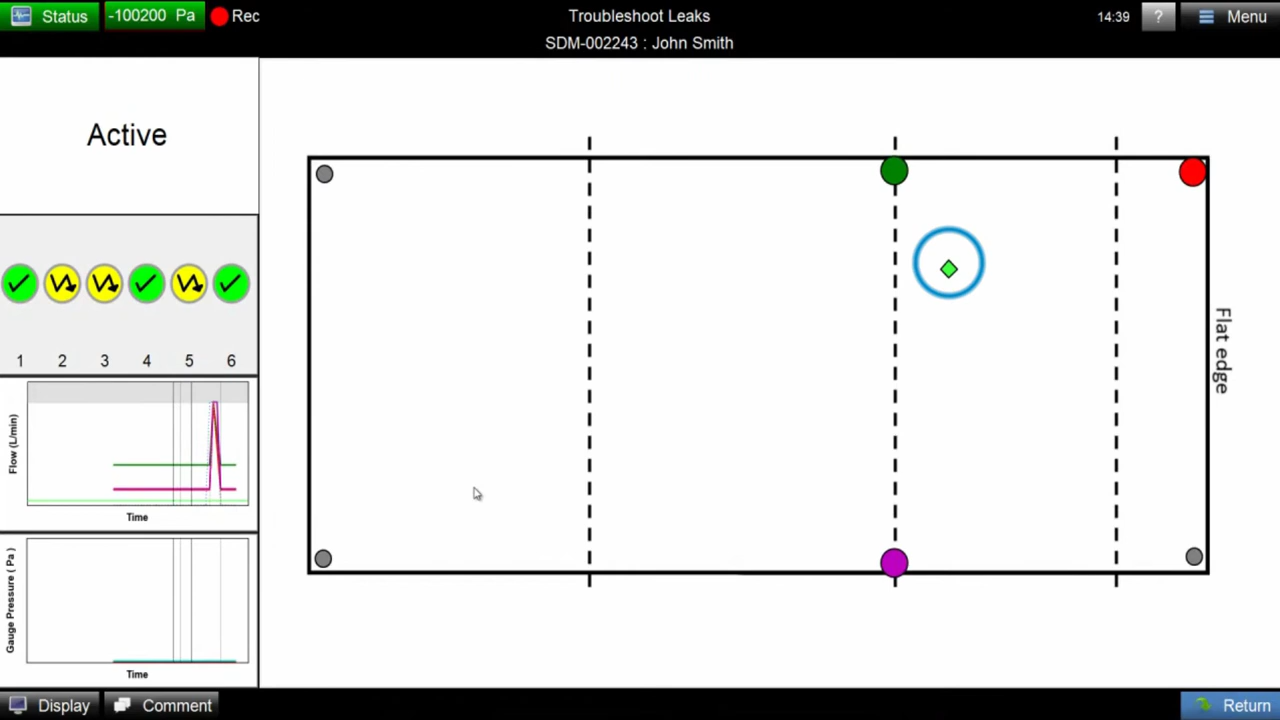 Status
-100200 Pa
Rec
Troubleshoot Leaks
14:39
?
Menu
SDM-002243 : John Smith
Active
1 2 3 4 5 6
Flow (L/min)
Time
Gauge Pressure ( Pa )
Time
Flat edge
Display
Comment
Return